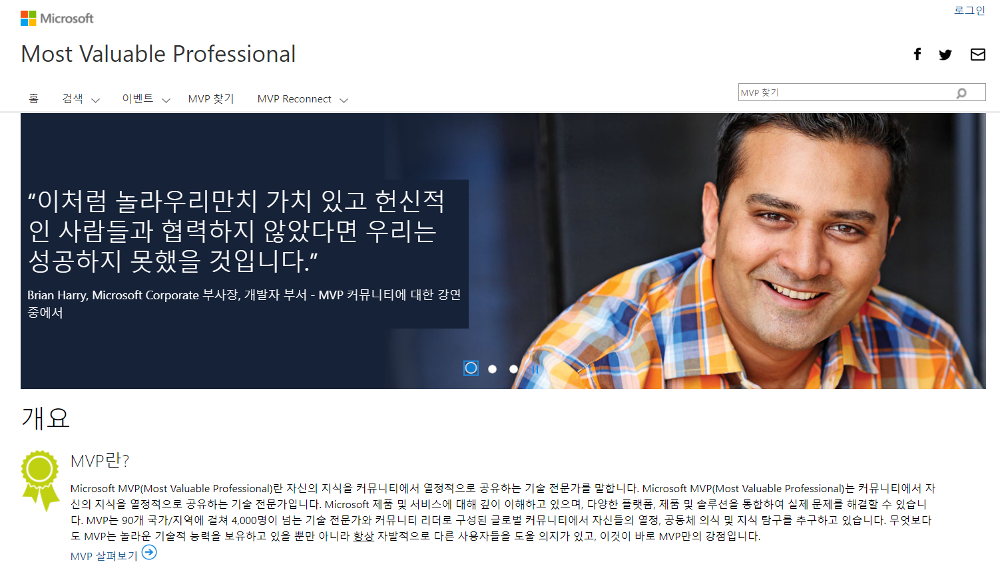 Microsoft
로그인
Most Valuable Professional
홈 검색 이벤트 MVP 찾기 MVP Reconnect
MVP 찾기
“이처럼 놀라우리만치 가치 있고 헌신적
인 사람들과 협력하지 않았다면 우리는
성공하지 못했을 것입니다.”
Brian Harry, Microsoft Corporate 부사장, 개발자 부서 - MVP 커뮤니티에 대한 강연
중에서
개요
MVP란?
Microsoft MVP(Most Valuable Professional)란 자신의 지식을 커뮤니티에서 열정적으로 공유하는 기술 전문가를 말합니다. Microsoft MVP(Most Valuable Professional)는 커뮤니티에서 자
신의 지식을 열정적으로 공유하는 기술 전문가입니다. Microsoft 제품 및 서비스에 대해 깊이 이해하고 있으며, 다양한 플랫폼, 제품 및 솔루션을 통합하여 실제 문제를 해결할 수 있습니
다. MVP는 90개 국가/지역에 걸쳐 4,000명이 넘는 기술 전문가와 커뮤니티 리더로 구성된 글로벌 커뮤니티에서 자신들의 열정, 공동체 의식 및 지식 탐구를 추구하고 있습니다. 무엇보다
도 MVP는 놀라운 기술적 능력을 보유하고 있을 뿐만 아니라 항상 자발적으로 다른 사용자들을 도울 의지가 있고, 이것이 바로 MVP만의 강점입니다.
MVP 살펴보기